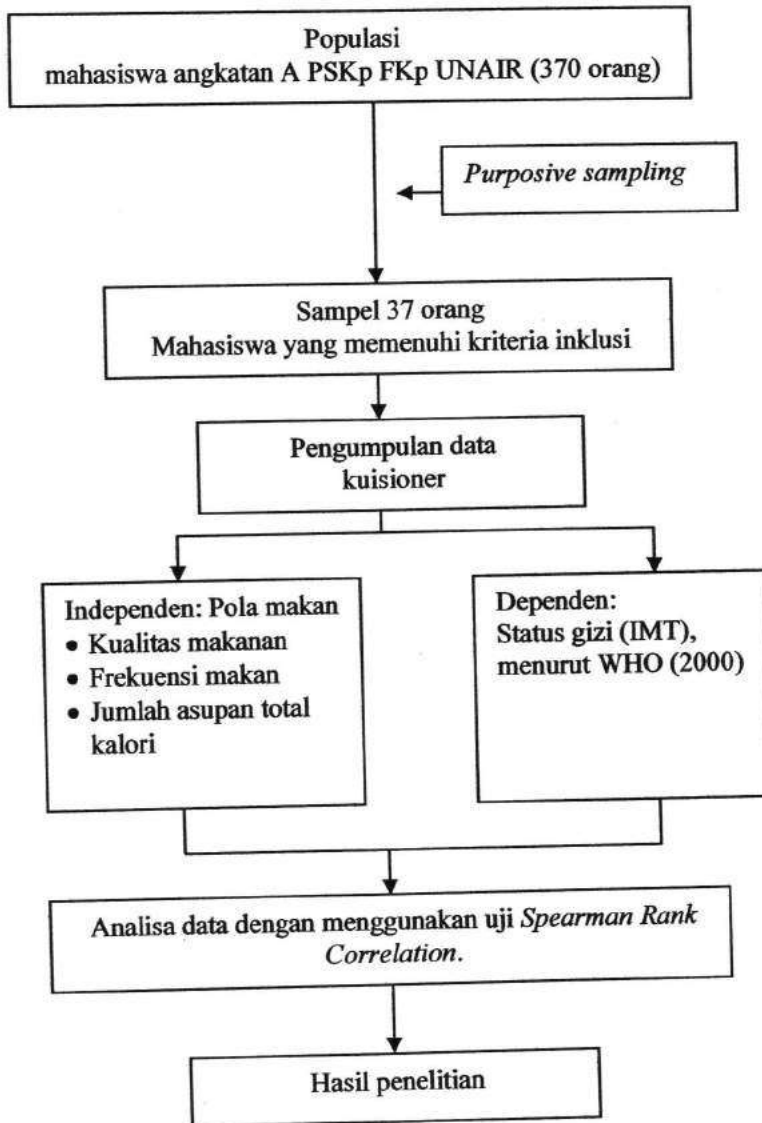 Populasi
mahasiswa angkatan A PSKp FKp UNAIR (370 orang)
Purposive sampling
Sampel 37 orang
Mahasiswa yang memenuhi kriteria inklusi
Pengumpulan data
kuisioner
Independen: Pola makan
• Kualitas makanan
• Frekuensi makan
• Jumlah asupan total
kalori
Dependen:
Status gizi (IMT),
menurut WHO (2000)
Analisa data dengan menggunakan uji Spearman Rank
Correlation.
Hasil penelitian